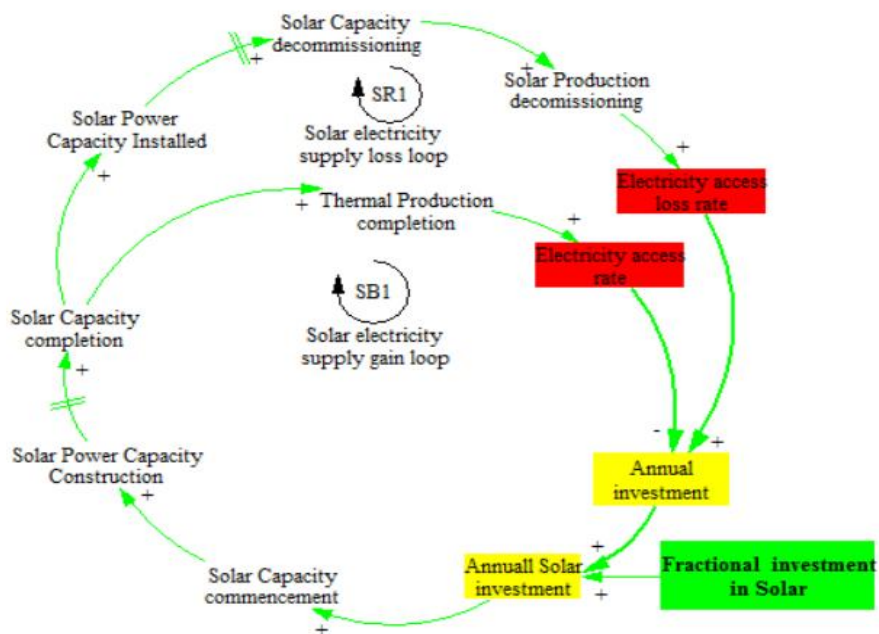 Solar Capacity
decommissioning
+
+
Solar Production
decomissioning
SR1
Solar electricity
supply loss loop
Solar Power
Capacity Installed
+
+
Electricity access
loss rate
+
Thermal Production
completion
+
Electricity access
rate
SB1
Solar electricity
supply gain loop
Solar Capacity
completion
+
-
+
Solar Power Capacity
Construction
+
Annual
investment
+
Annuall Solar
investment
+
Fractional investment
in Solar
Solar Capacity
commencement
+